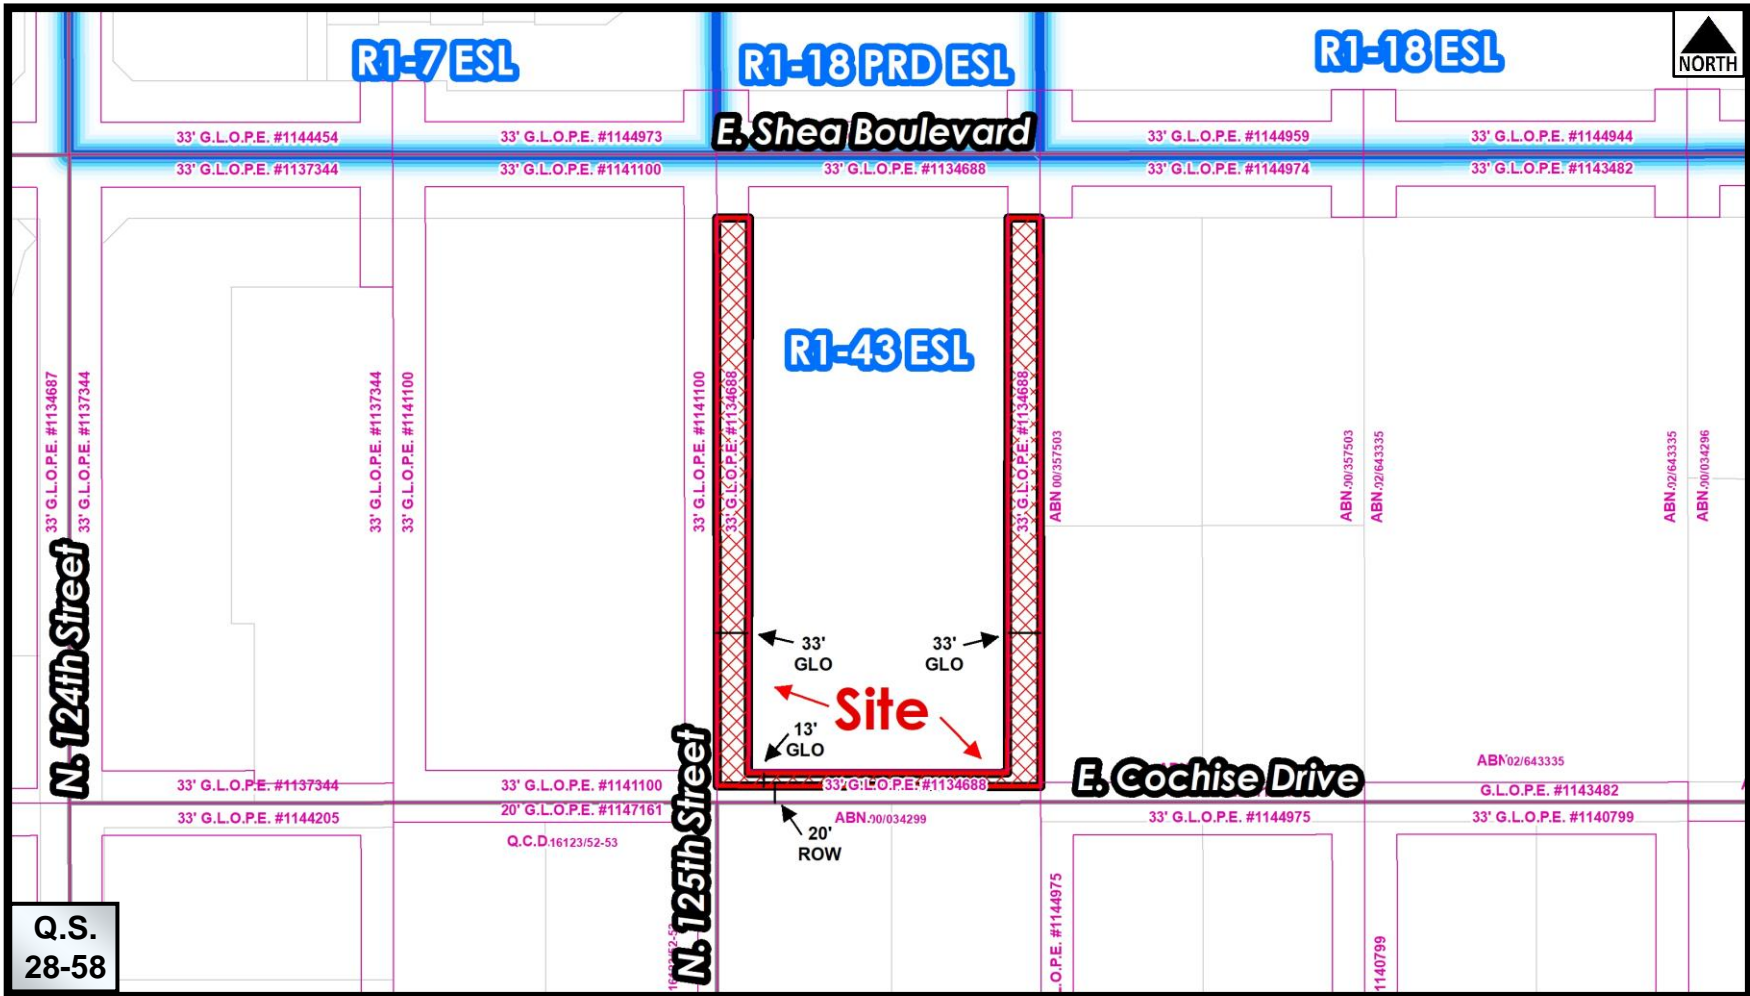 R1-7 ESL
R1-18 PRD ESL
R1-18 ESL
NORTH
33' G.L.O.P.E. #1144454
33' G.L.O.P.E. #1144973
E. Shea Boulevard
33' G.L.O.P.E. #1144959
33' G.L.O.P.E. #1144944
33' G.L.O.P.E. #1137344
33' G.L.O.P.E. #1141100
33' G.L.O.P.E. #1134688
33' G.L.O.P.E. #1144974
33' G.L.O.P.E. #1143482
R1-43 ESL
33' G.L.O.P.E. #1134687
33' G.L.O.P.E. #1137344
33' G.L.O.P.E. #1137344
33' G.L.O.P.E. #1141100
33' G.L.O.P.E. #1141100
33' G.L.O.P.E. #1134688
33' G.L.O.P.E. #1134688
ABN 00/357503
ABN.00/357503
ABN.02/643335
ABN.02/643335
ABN.00/034296
N. 124th Street
33'
GLO
33'
GLO
Site
13'
GLO
N. 125th Street
33' G.L.O.P.E. #1137344
33' G.L.O.P.E. #1141100
33' G.L.O.P.E. #1134688
E. Cochise Drive
ABN 02/643335
G.L.O.P.E. #1143482
33' G.L.O.P.E. #1144205
20' G.L.O.P.E. #1147161
ABN.00/034299
33' G.L.O.P.E. #1144975
33' G.L.O.P.E. #1140799
20'
ROW
Q.C.D.16123/52-53
.O.P.E. #1144975
1140799
Q.S.
28-58